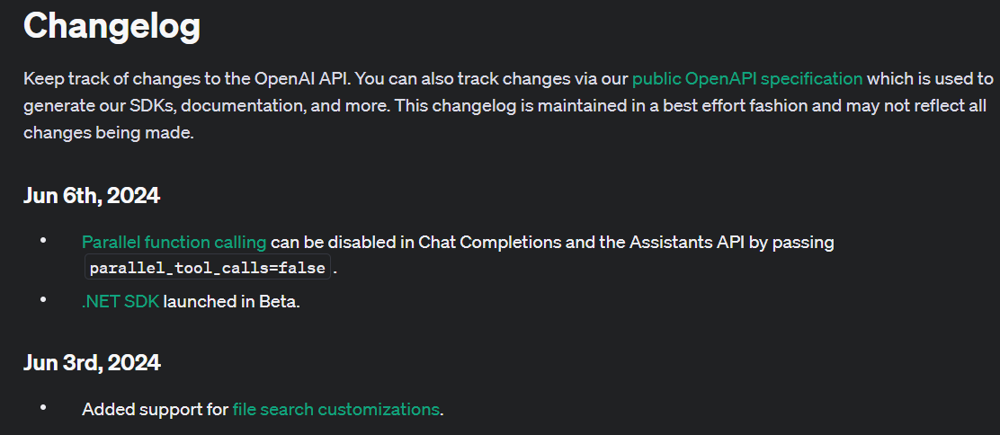 Changelog
Keep track of changes to the OpenAI API. You can also track changes via our public OpenAPI specification which is used to
generate our SDKs, documentation, and more. This changelog is maintained in a best effort fashion and may not reflect all
changes being made.
Jun 6th, 2024
• Parallel function calling can be disabled in Chat Completions and the Assistants API by passing
parallel_tool_calls=false .
• .NET SDK launched in Beta.
Jun 3rd, 2024
• Added support for file search customizations.